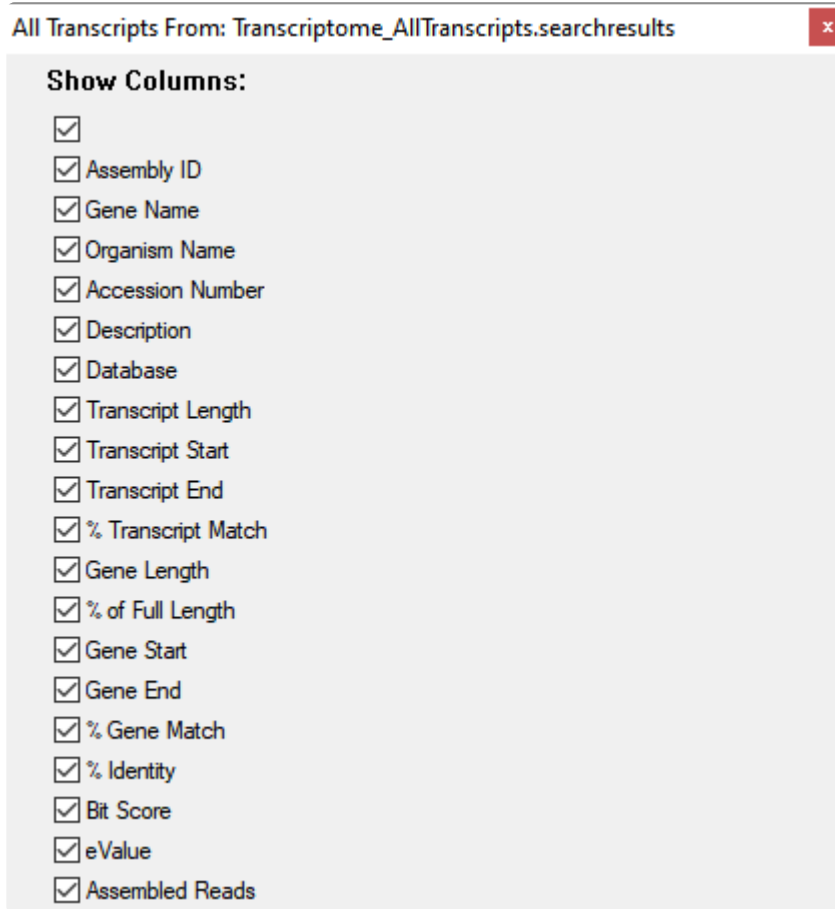 All Transcripts From: Transcriptome_AllTranscripts.searchresults
x
Show Columns:
Assembly ID
Gene Name
Organism Name
Accession Number
Description
Database
Transcript Length
Transcript Start
Transcript End
% Transcript Match
Gene Length
% of Full Length
Gene Start
Gene End
% Gene Match
% Identity
Bit Score
eValue
Assembled Reads